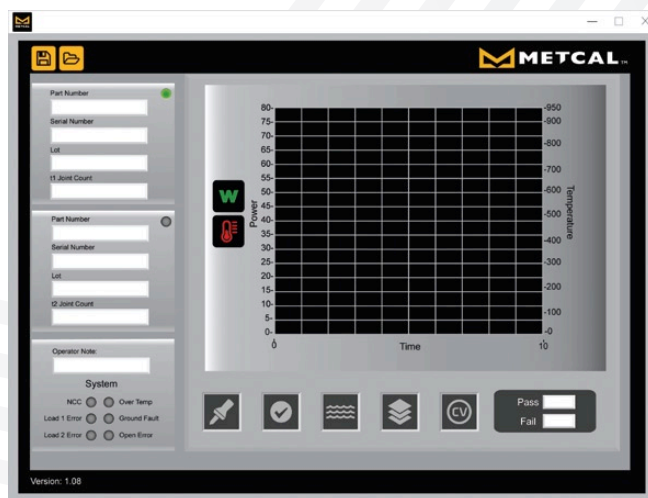 METCAL™
Part Number
Serial Number
Lot
t1 Joint Count
Part Number
Serial Number
Lot
t2 Joint Count
Operator Note:
System
NCC
Over Temp
Load 1 Error
Ground Fault
Load 2 Error
Open Error
W
Power
80-
75-
70-
65-
60-
55-
50-
45-
40-
35-
30-
25-
20-
15-
10-
5-
0-
-950
-900
-800
-700
-600
-500
-400
-300
-200
-100
-0
Temperature
0
Time
10
CV
Pass
Fail
Version: 1.08